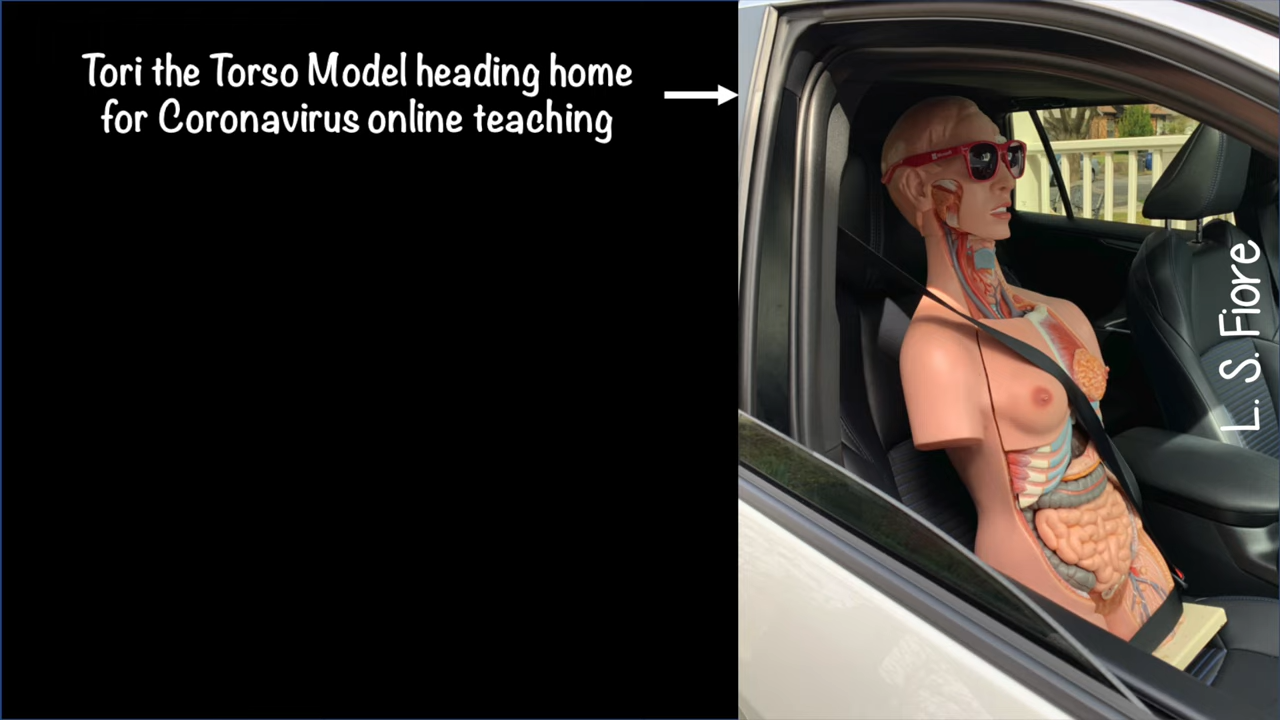 Tori the Torso Model heading home
for Coronavirus online teaching
L. S. Fiore